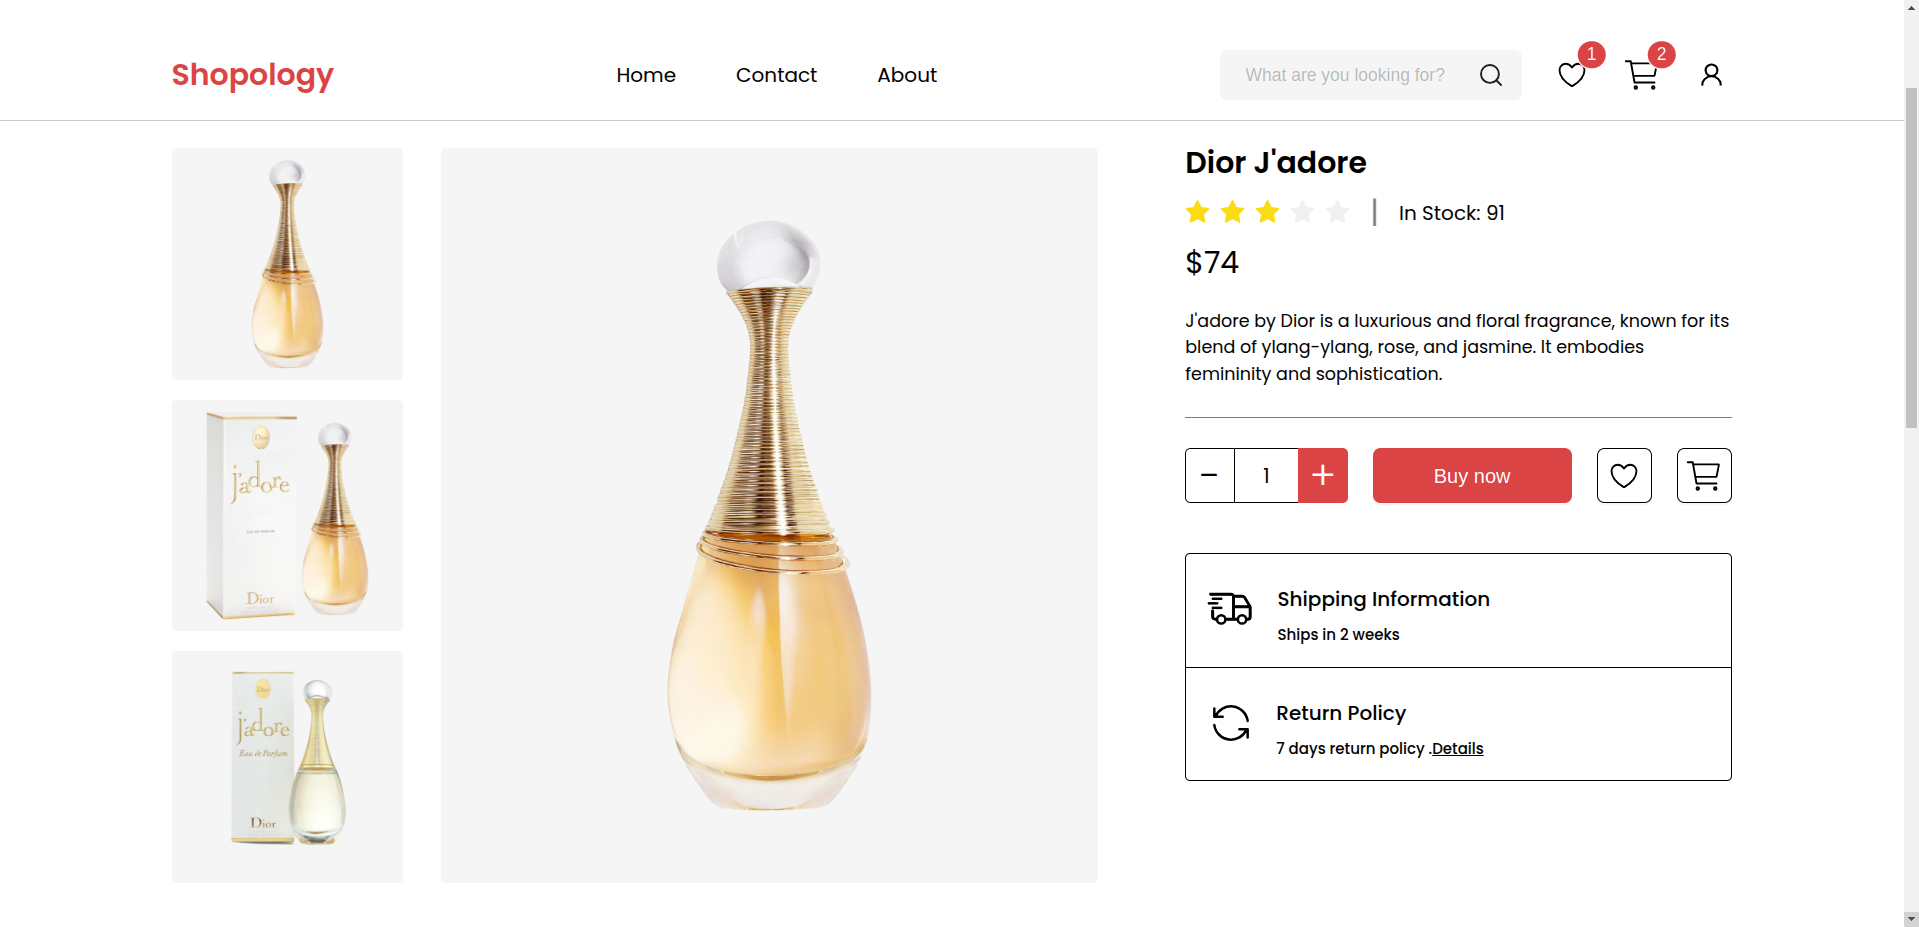 Shopology
Home
Contact
About
What are you looking for?
1
2
Dior J'adore
In Stock: 91
$74
J'adore by Dior is a luxurious and floral fragrance, known for its
blend of ylang-ylang, rose, and jasmine. It embodies
femininity and sophistication.
1
Buy now
Shipping Information
Ships in 2 weeks
Return Policy
7 days return policy .Details
Dior
j'adore
Dior
j'adore
Eau de Parfum
Dior